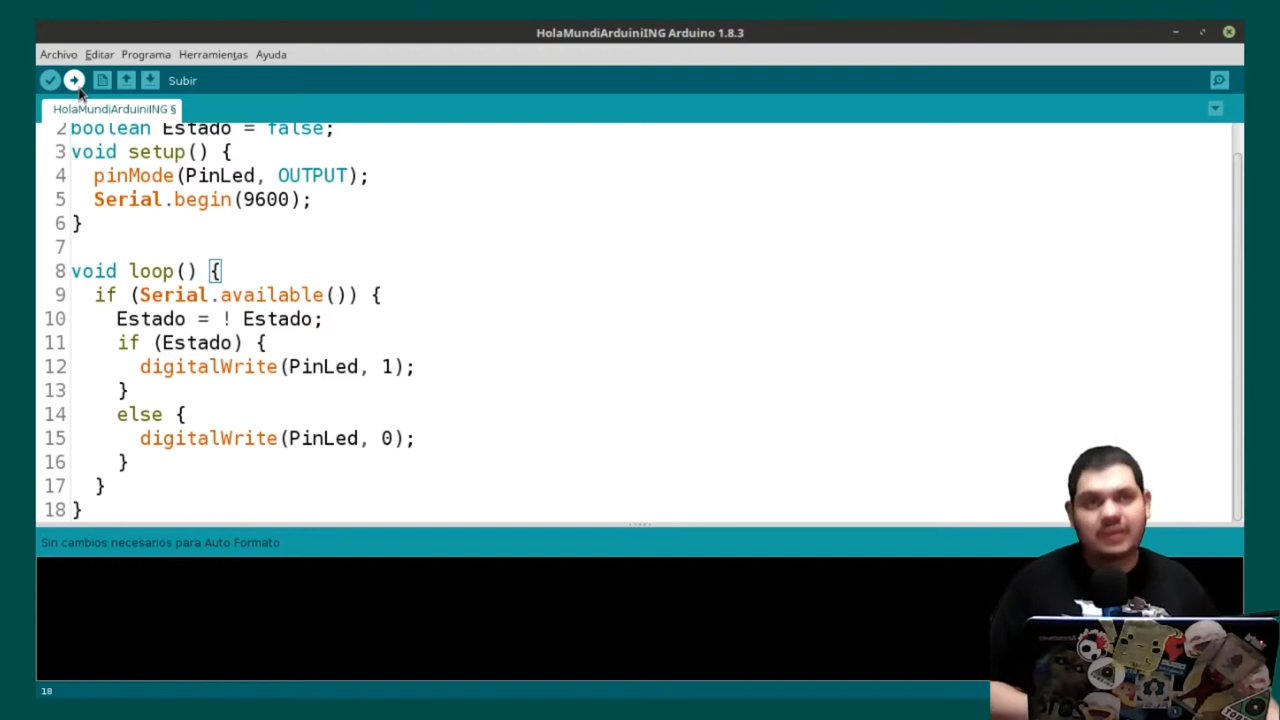 HolaMundiArduiniING Arduino 1.8.3
Archivo Editar Programa Herramientas Ayuda
Subir
HolaMundiArduiniING §
2 boolean Estado = false;
3 void setup() {
4 pinMode(PinLed, OUTPUT);
5 Serial.begin(9600);
6 }
7
8 void loop() {
9 if (Serial.available()) {
10 Estado = ! Estado;
11 if (Estado) {
12 digitalWrite(PinLed, 1);
13 }
14 else {
15 digitalWrite(PinLed, 0);
16 }
17 }
18 }
Sin cambios necesarios para Auto Formato
18